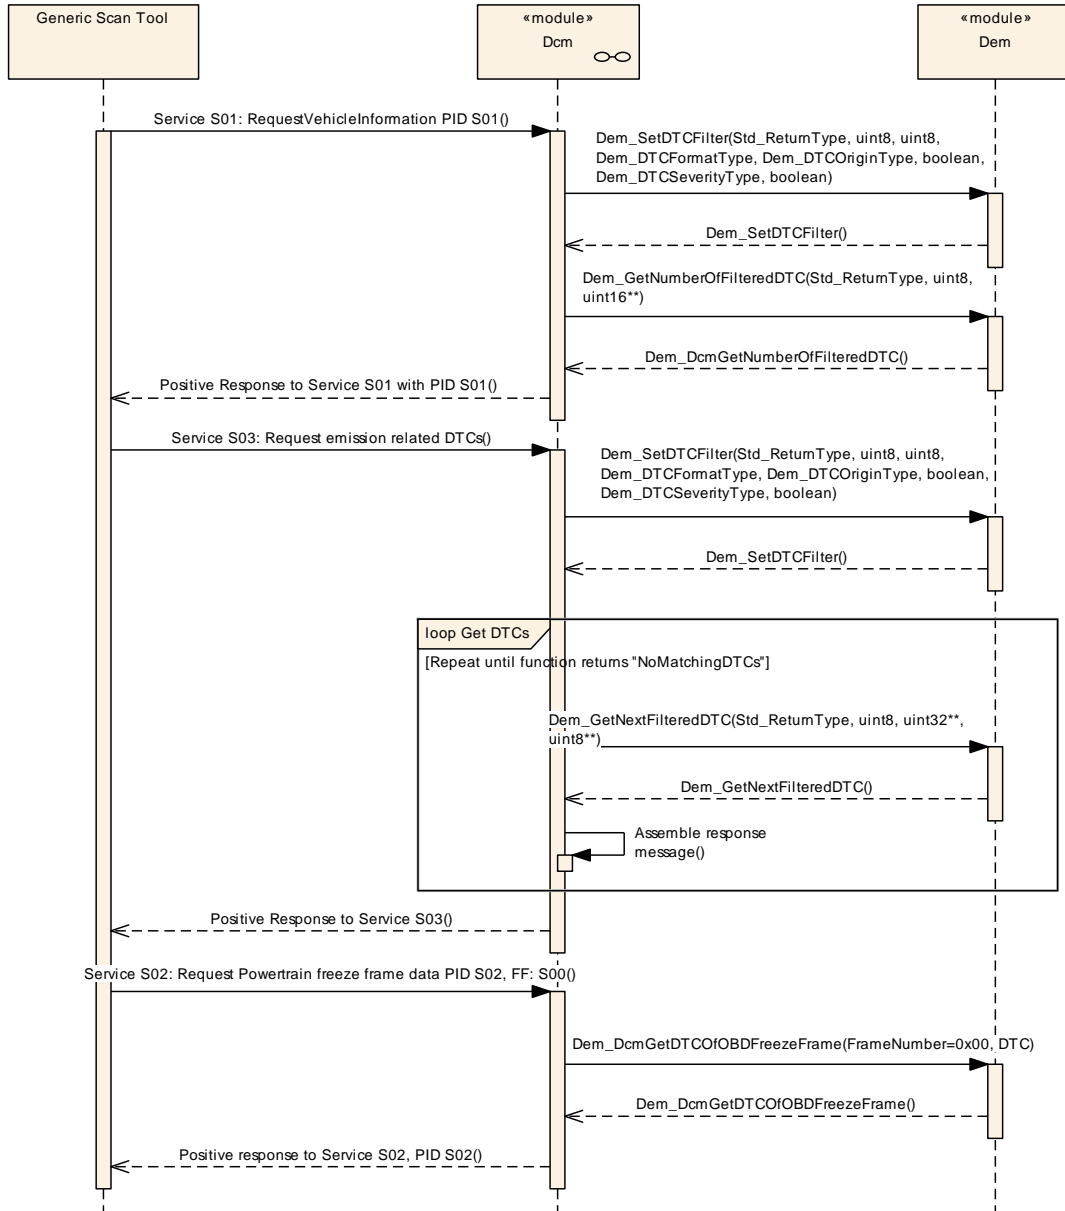 Generic Scan Tool
«module»
Dcm
«module»
Dem
Service S01: RequestVehicleInformation PID S01()
Dem_SetDTCFilter(Std_ReturnType, uint8, uint8,
Dem_DTCFormatType, Dem_DTCOriginType, boolean,
Dem_DTCSeverityType, boolean)
Dem_SetDTCFilter()
Dem_GetNumberOfFilteredDTC(Std_ReturnType, uint8,
uint16**)
Dem_DcmGetNumberOfFilteredDTC()
Positive Response to Service S01 with PID S01()
Service S03: Request emission related DTCs()
Dem_SetDTCFilter(Std_ReturnType, uint8, uint8,
Dem_DTCFormatType, Dem_DTCOriginType, boolean,
Dem_DTCSeverityType, boolean)
Dem_SetDTCFilter()
loop Get DTCs
[Repeat until function returns "NoMatchingDTCs"]
Dem_GetNextFilteredDTC(Std_ReturnType, uint8, uint32**,
uint8**)
Dem_GetNextFilteredDTC()
Assemble response
message()
Positive Response to Service S03()
Service S02: Request Powertrain freeze frame data PID S02, FF: S00()
Dem_DcmGetDTCOfOBDFreezeFrame(FrameNumber=0x00, DTC)
Dem_DcmGetDTCOfOBDFreezeFrame()
Positive response to Service S02, PID S02()